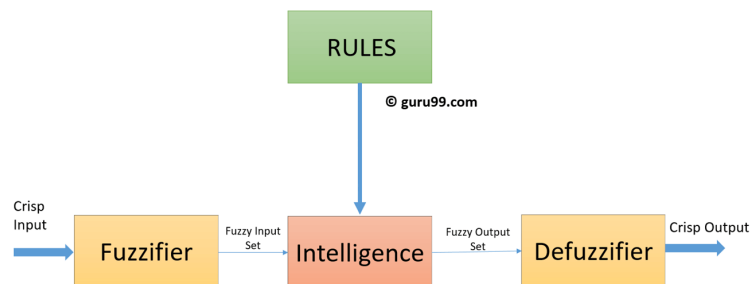 RULES
© guru99.com
Crisp
Input
Fuzzifier
Fuzzy Input
Set
Intelligence
Fuzzy Output
Set
Defuzzifier
Crisp Output